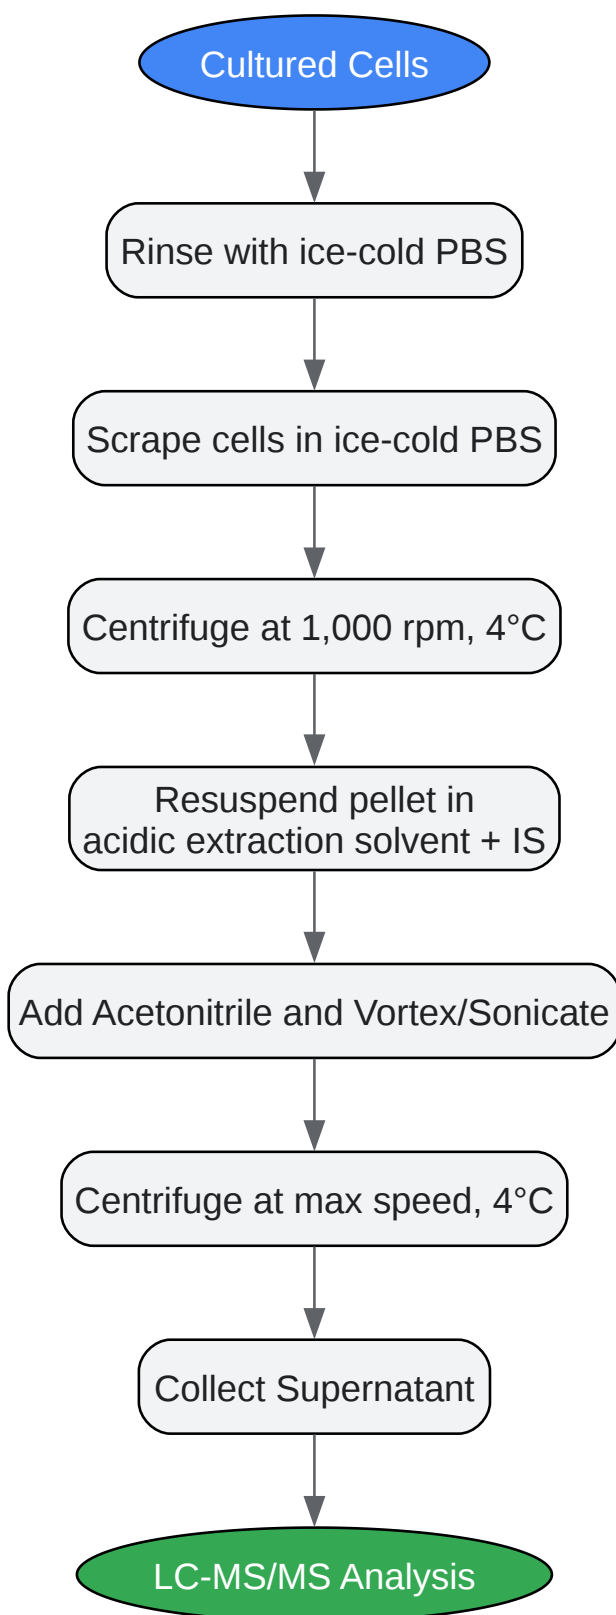 Cultured Cells
Rinse with ice-cold PBS
Scrape cells in ice-cold PBS
Centrifuge at 1,000 rpm, 4°C
Resuspend pellet in
acidic extraction solvent + IS
Add Acetonitrile and Vortex/Sonicate
Centrifuge at max speed, 4°C
Collect Supernatant
LC-MS/MS Analysis